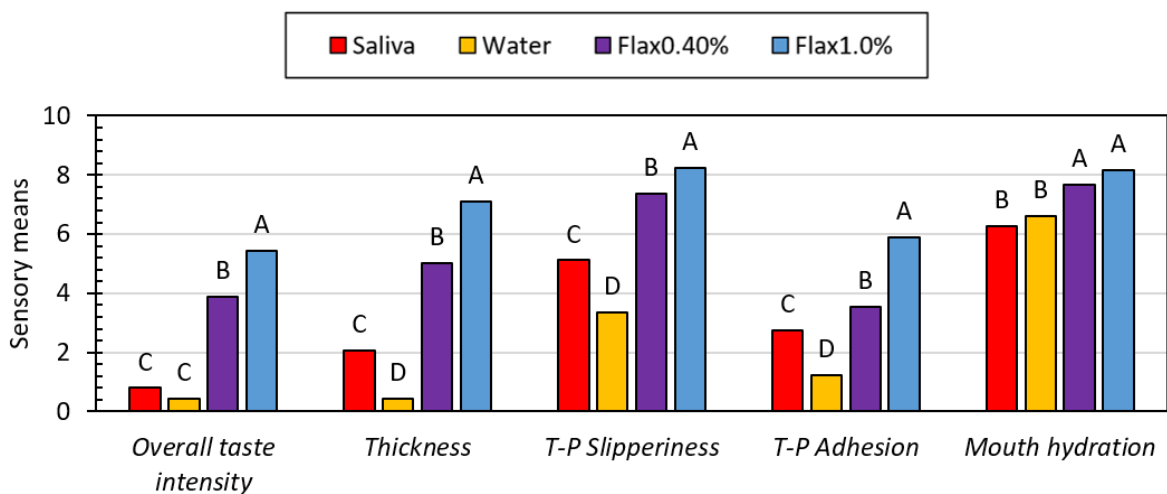 Saliva Water Flax0.40% Flax1.0%
Sensory means
10
8
6
4
2
0
C C B A
C D B A
C D B A
C D B A
B B A A
Overall taste intensity
Thickness
T-P Slipperiness
T-P Adhesion
Mouth hydration